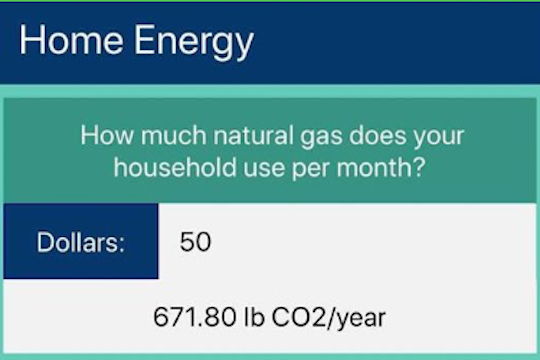 Home Energy
How much natural gas does your
household use per month?
Dollars: 50
671.80 lb CO2/year